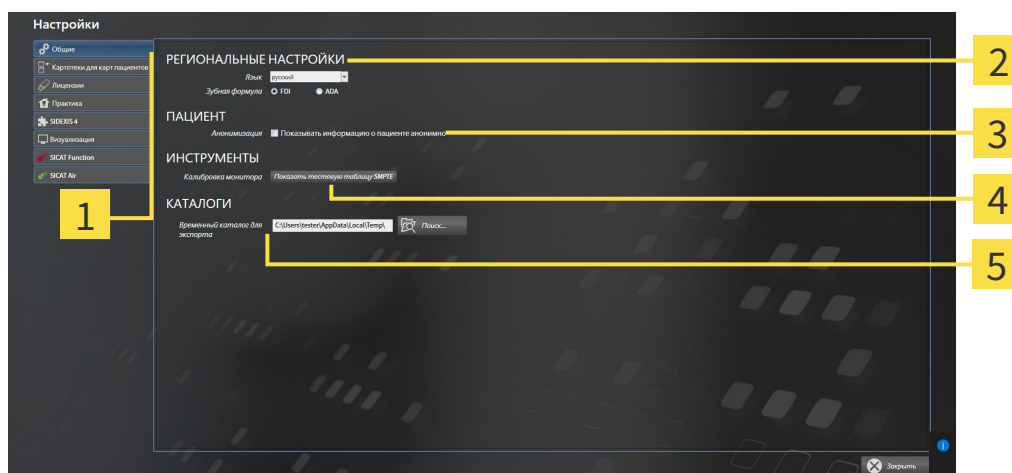 Настройки
Общие
Картотеки для карт пациентов
Лицензии
Практика
SIDEXIS 4
Визуализация
SICAT Function
SICAT Air
РЕГИОНАЛЬНЫЕ НАСТРОЙКИ
Язык русский
Зубная формула FDI ADA
ПАЦИЕНТ
Анонимизация Показывать информацию о пациенте анонимно
ИНСТРУМЕНТЫ
Калибровка монитора Показать тестовую таблицу SMPTE
КАТАЛОГИ
Временный каталог для экспорта C:\Users\tester\AppData\Local\Temp\ Поиск...
Закрыть
1
2
3
4
5